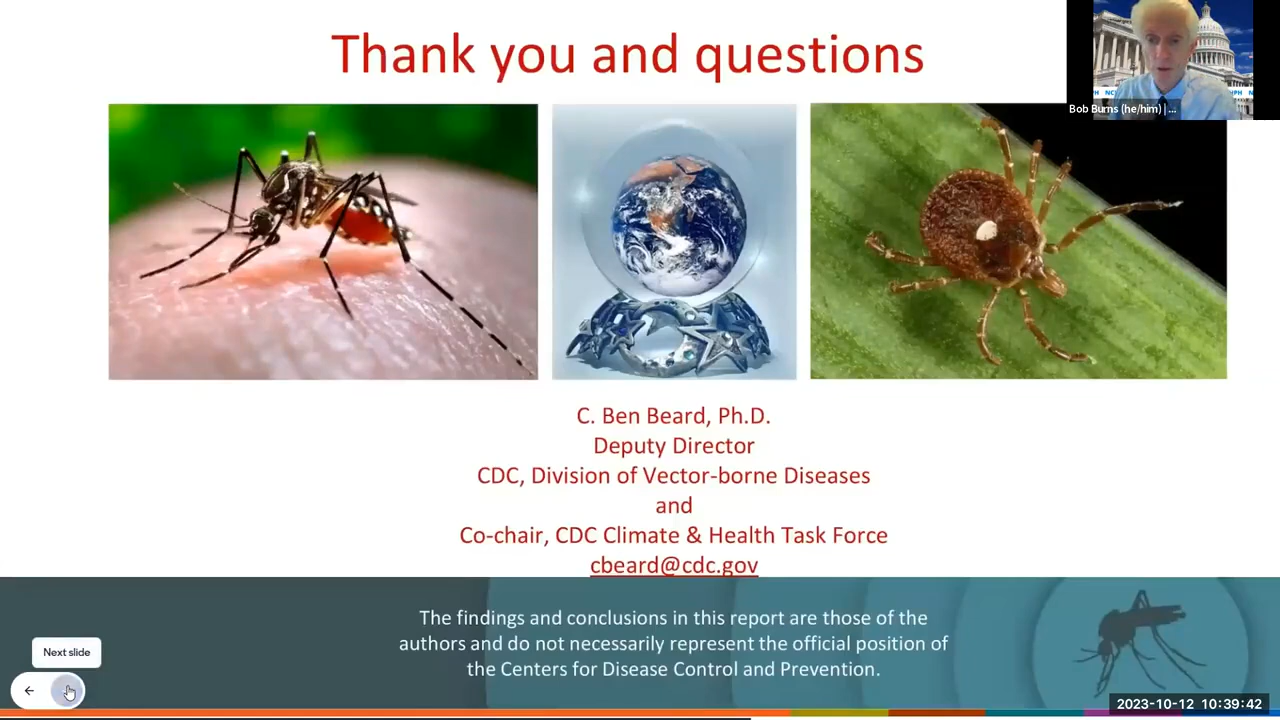 Thank you and questions
Bob Burns (he/him) | ...
C. Ben Beard, Ph.D.
Deputy Director
CDC, Division of Vector-borne Diseases
and
Co-chair, CDC Climate & Health Task Force
cbeard@cdc.gov
The findings and conclusions in this report are those of the
authors and do not necessarily represent the official position of
the Centers for Disease Control and Prevention.
Next slide
2023-10-12 10:39:42